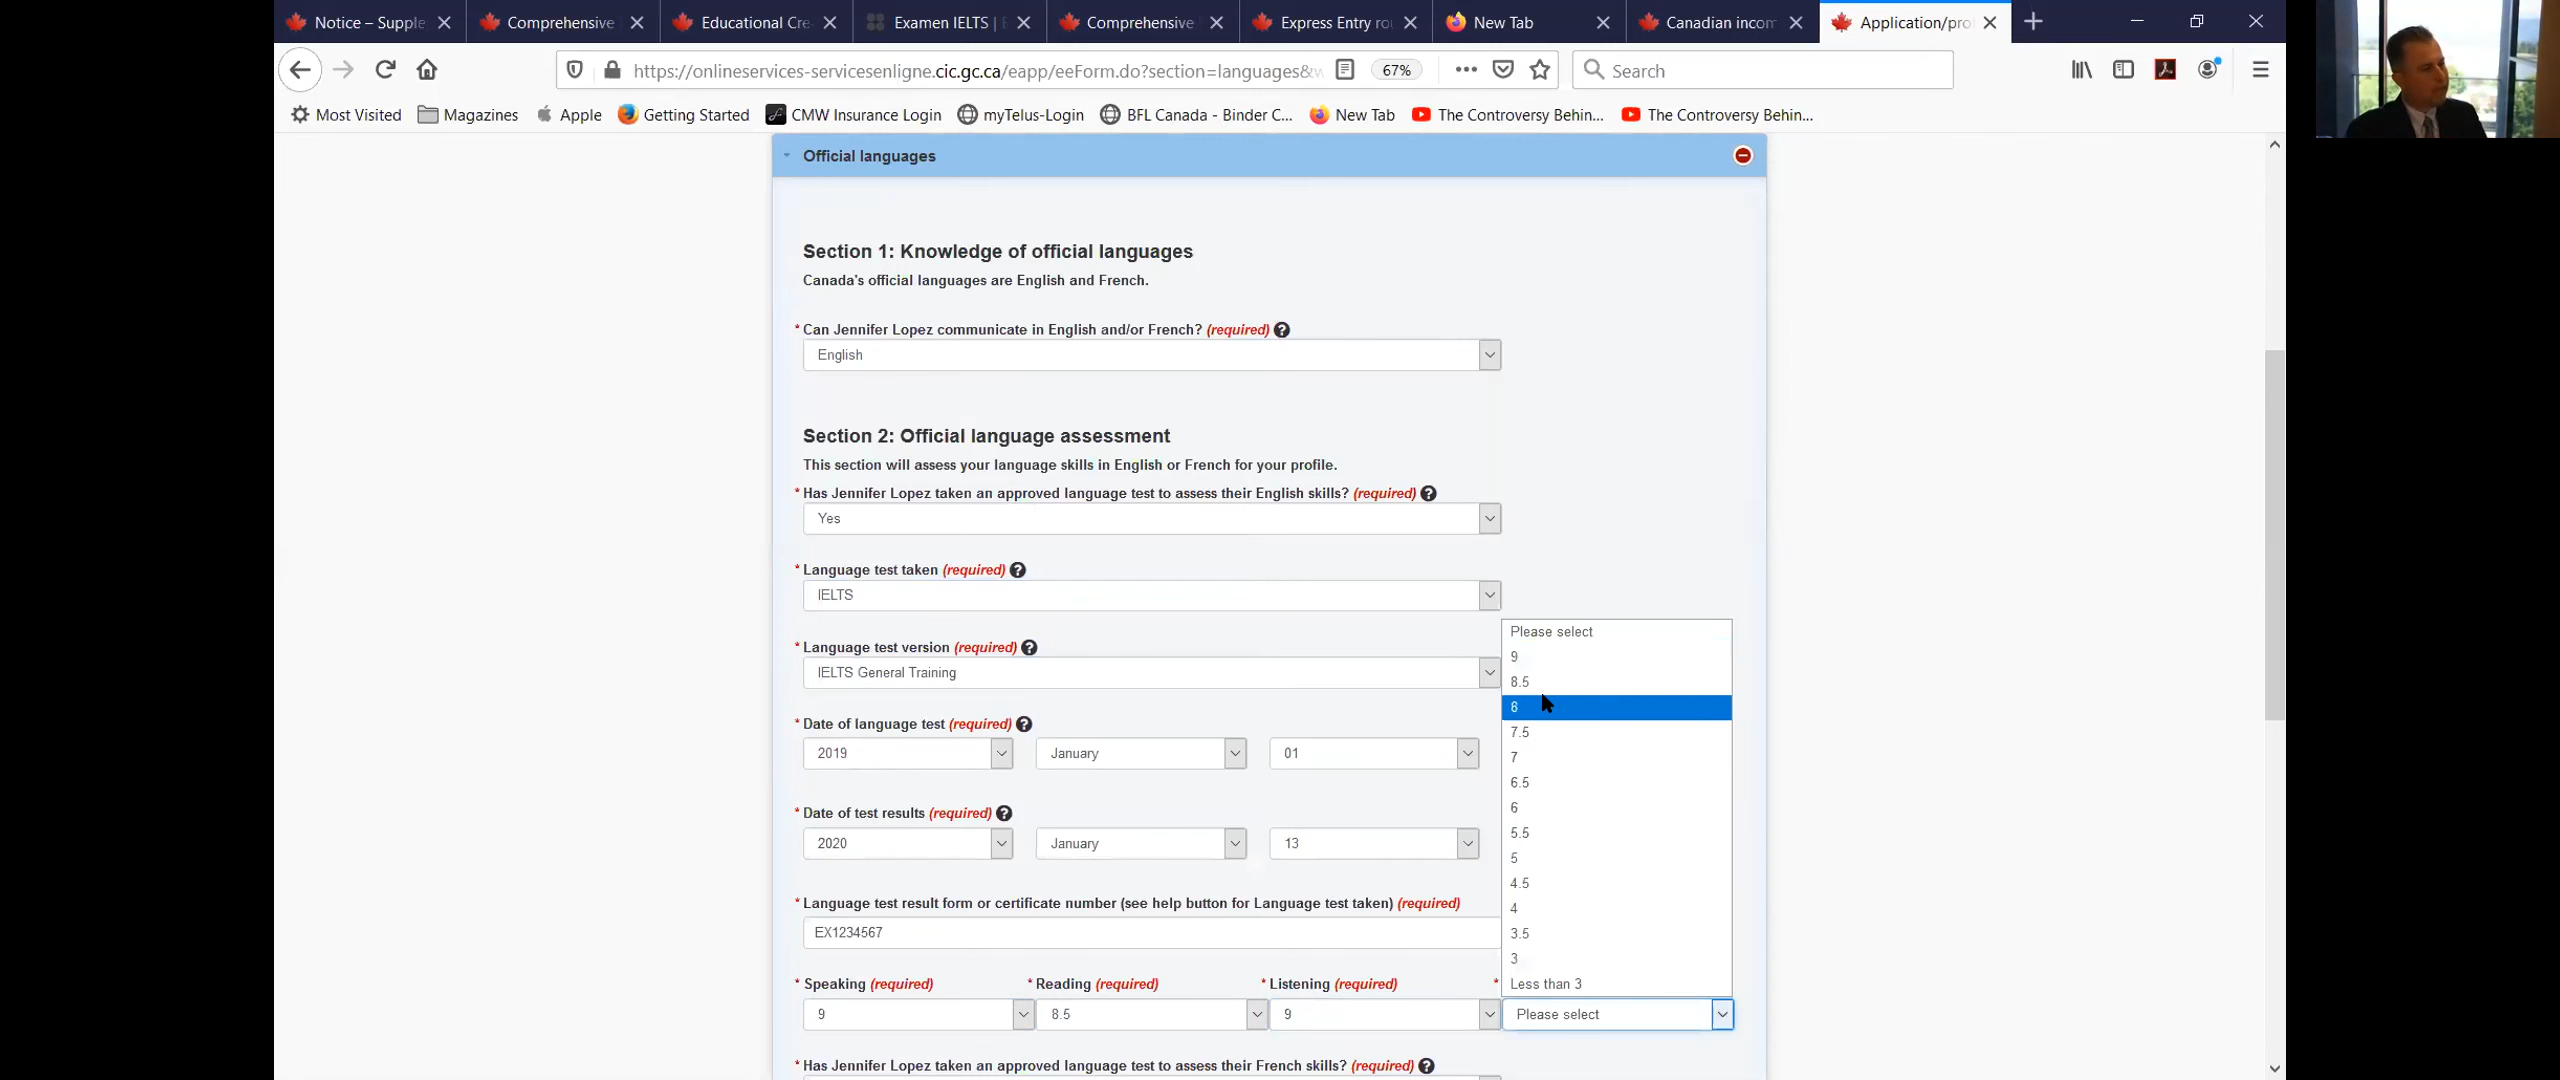 Notice – Supple
Comprehensive
Educational Cre
Examen IELTS |
Comprehensive
Express Entry ro
New Tab
Canadian incom
Application/pro
https://onlineservices-servicesenligne.cic.gc.ca/eapp/eeForm.do?section=languages&
67%
Search
Most Visited
Magazines
Apple
Getting Started
CMW Insurance Login
myTelus-Login
BFL Canada - Binder C...
New Tab
The Controversy Behin...
The Controversy Behin...
Official languages
Section 1: Knowledge of official languages
Canada's official languages are English and French.
* Can Jennifer Lopez communicate in English and/or French? (required)
English
Section 2: Official language assessment
This section will assess your language skills in English or French for your profile.
* Has Jennifer Lopez taken an approved language test to assess their English skills? (required)
Yes
* Language test taken (required)
IELTS
* Language test version (required)
IELTS General Training
* Date of language test (required)
2019 January 01
* Date of test results (required)
2020 January 13
* Language test result form or certificate number (see help button for Language test taken) (required)
EX1234567
* Speaking (required) * Reading (required) * Listening (required) *
9 8.5 9 Please select
Please select
9
8.5
8
7.5
7
6.5
6
5.5
5
4.5
4
3.5
3
Less than 3
* Has Jennifer Lopez taken an approved language test to assess their French skills? (required)